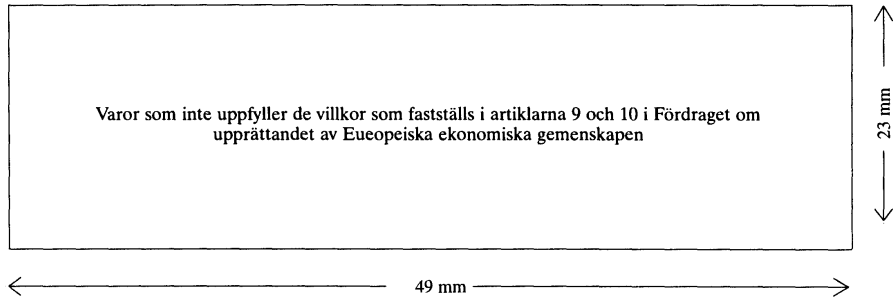 Varor som inte uppfyller de villkor som fastställs i artiklarna 9 och 10 i Fördraget om
upprättandet av Eueopeiska ekonomiska gemenskapen
23 mm
49 mm